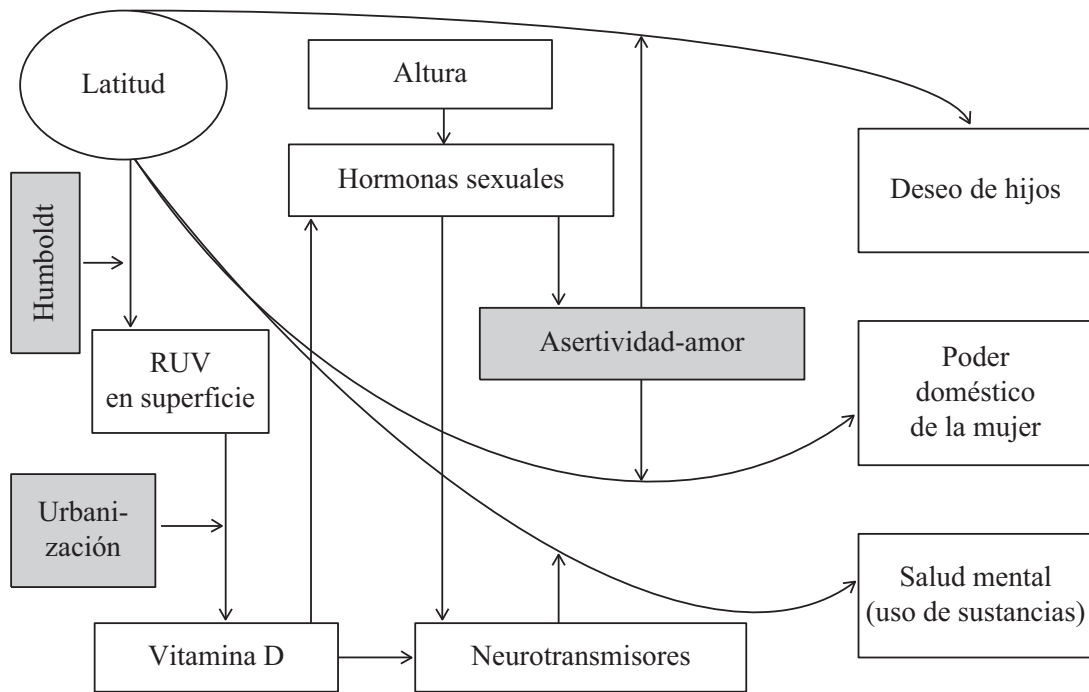 Latitud
Altura
Hormonas sexuales
Deseo de hijos
Humboldt
RUV
en superficie
Asertividad-amor
Poder
doméstico
de la mujer
Urbani-
zación
Salud mental
(uso de sustancias)
Vitamina D
Neurotransmisores